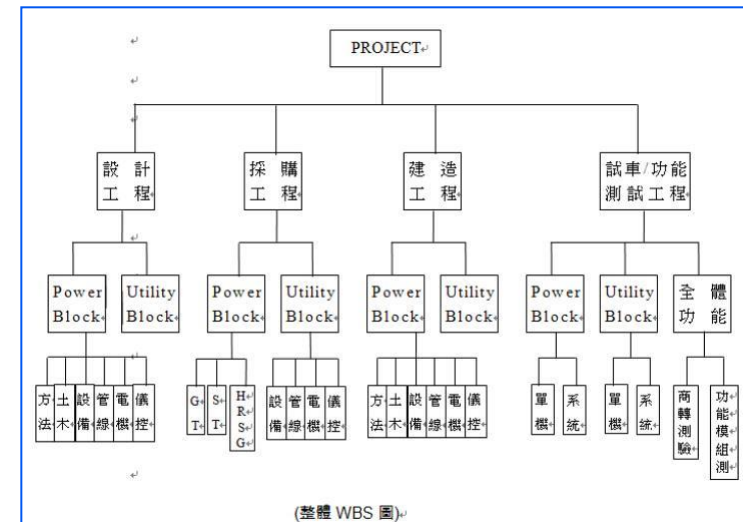 PROJECT
設計
工程
採購
工程
建造
工程
試車/功能
測試工程
Power
Block
Utility
Block
Power
Block
Utility
Block
Power
Block
Utility
Block
Power
Block
Utility
Block
全體
功能
方法
土木
設備
管線
電機
儀控
GT
ST
HRSG
設備
管線
電機
儀控
方法
土木
設備
管線
電機
儀控
單機
系統
單機
系統
商轉測驗
功能模組測
(整體 WBS 圖)